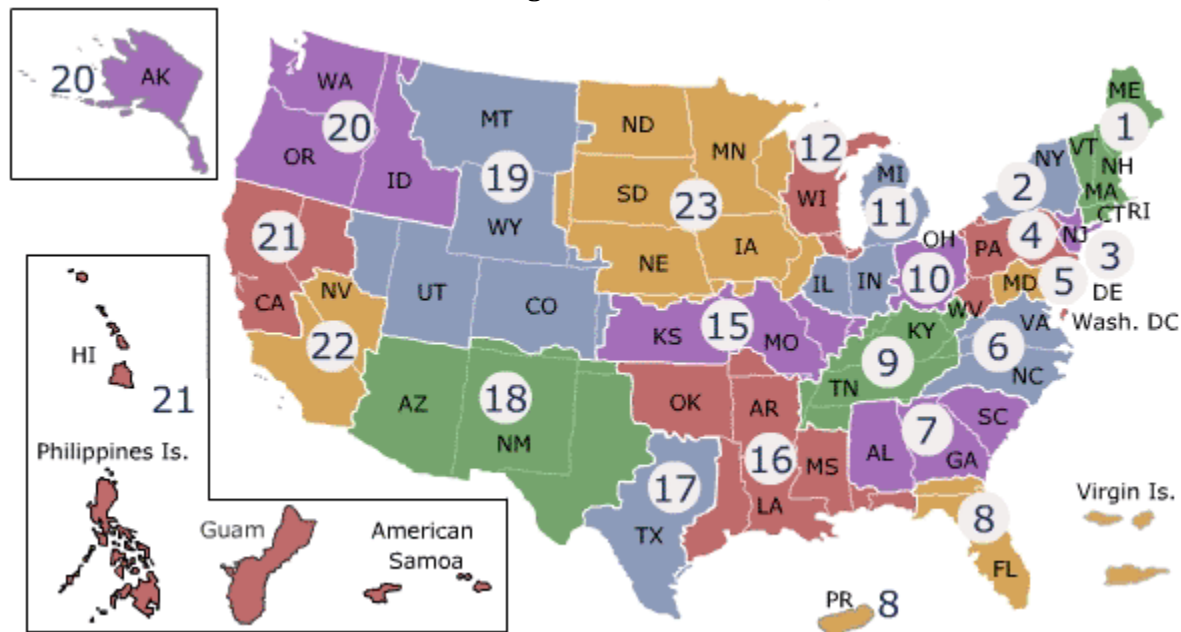 20
AK
WA
20
OR
ID
MT
19
WY
ND
MN
SD
23
NE
IA
12
WI
MI
11
ME
1
VT
NH
NY
2
MA
CT
RI
NJ
3
PA
4
OH
10
MD
5
DE
Wash. DC
WV
VA
6
NC
21
CA
NV
22
UT
CO
IL
IN
KS
15
MO
KY
9
TN
AZ
18
NM
OK
AR
16
MS
LA
17
TX
AL
7
SC
GA
8
FL
Virgin Is.
PR
8
HI
21
Philippines Is.
Guam
American
Samoa